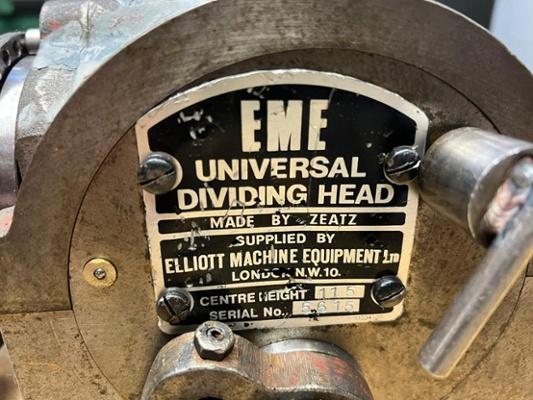 EME
UNIVERSAL
DIVIDING HEAD
MADE BY ZEATZ
SUPPLIED BY
ELLIOTT MACHINE EQUIPMENT LTD
LONDON N.W.10.
CENTRE HEIGHT 115
SERIAL No. 5615